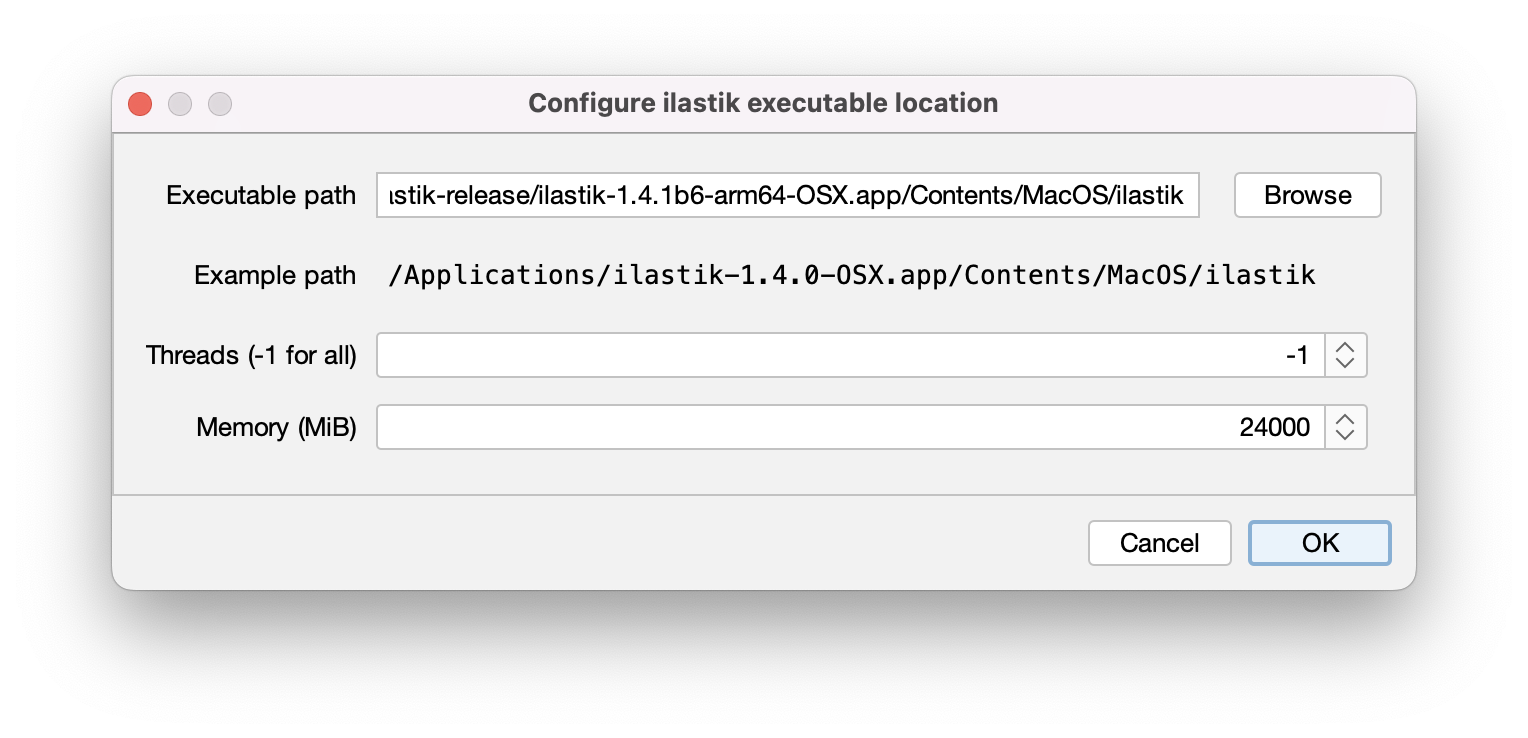 Configure ilastik executable location
Executable path astik-release/ilastik-1.4.1b6-arm64-OSX.app/Contents/MacOS/ilastik Browse
Example path /Applications/ilastik-1.4.0-OSX.app/Contents/MacOS/ilastik
Threads (-1 for all) -1
Memory (MiB) 24000
Cancel OK